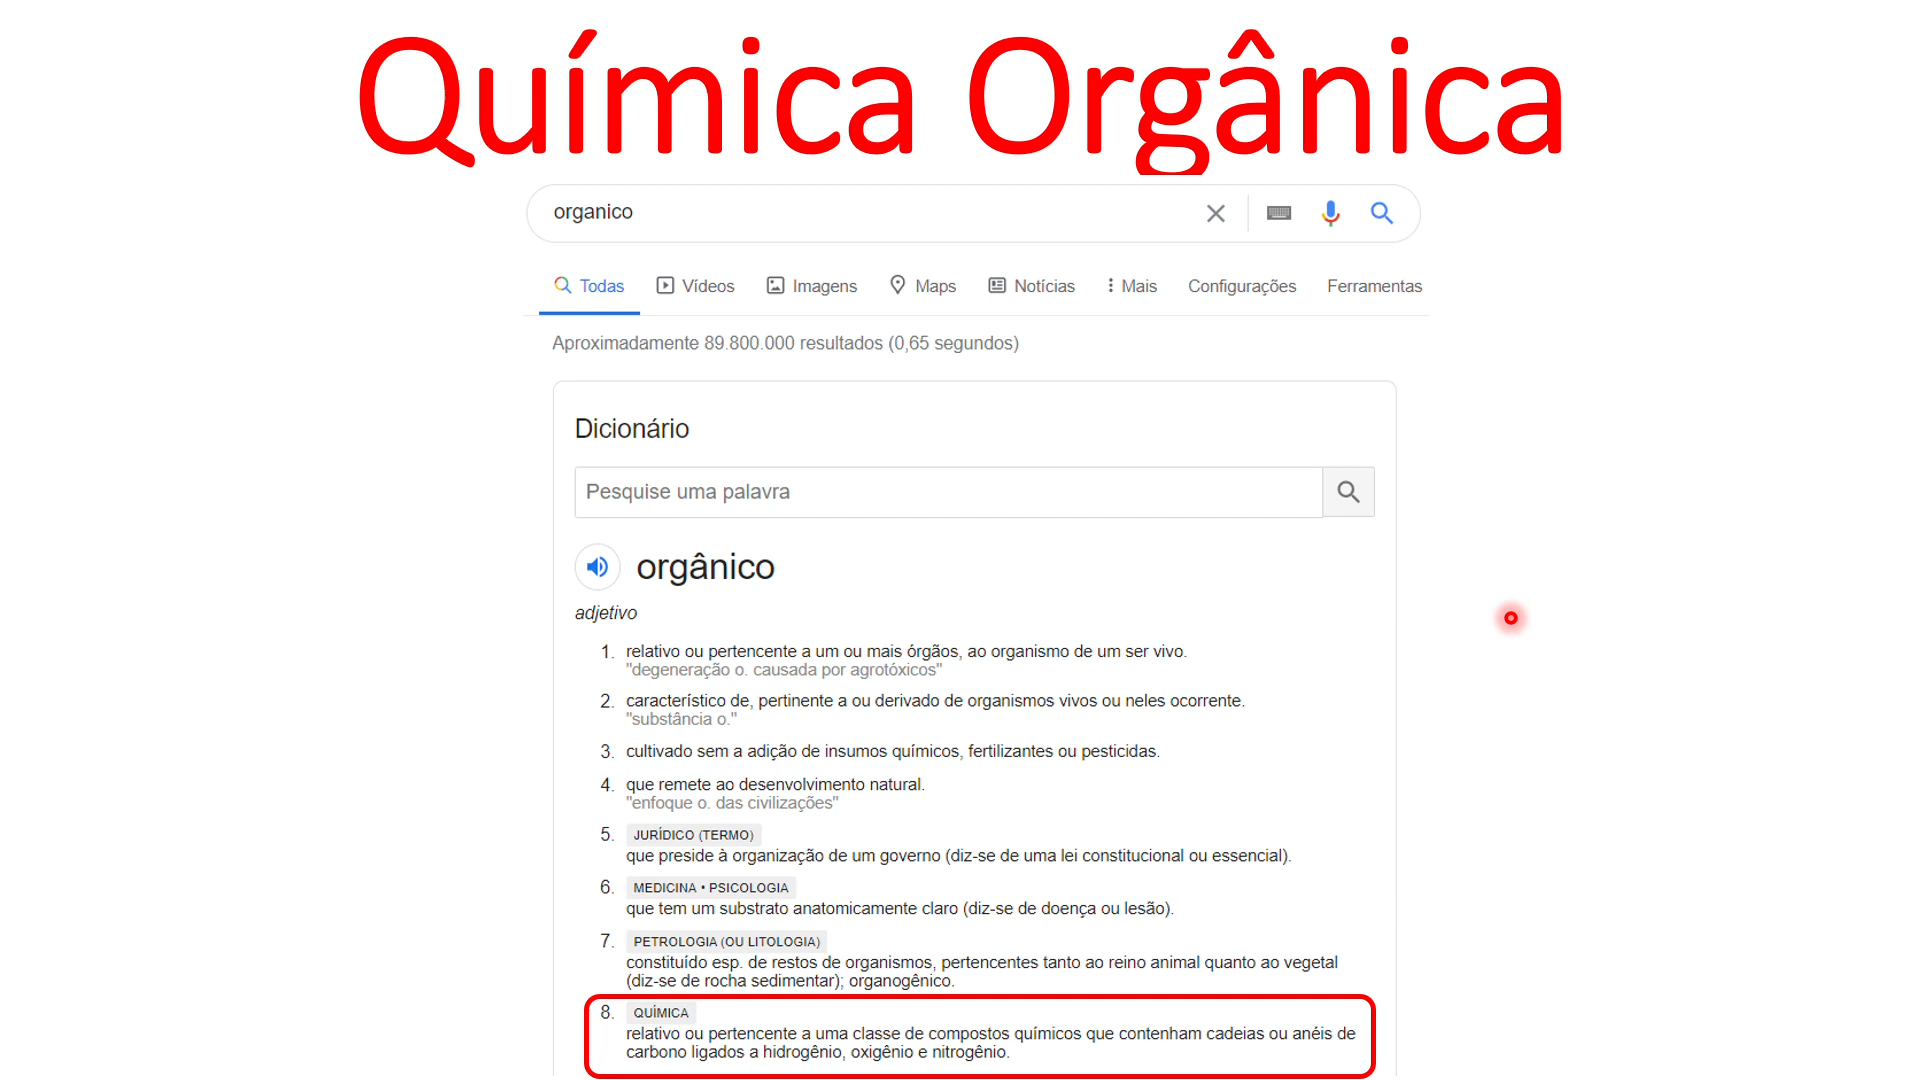 Química Orgânica
organico
Todas Vídeos Imagens Maps Notícias Mais Configurações Ferramentas
Aproximadamente 89.800.000 resultados (0,65 segundos)
Dicionário
Pesquise uma palavra
orgânico
adjetivo
1. relativo ou pertencente a um ou mais órgãos, ao organismo de um ser vivo.
"degeneração o. causada por agrotóxicos"
2. característico de, pertinente a ou derivado de organismos vivos ou neles ocorrente.
"substância o."
3. cultivado sem a adição de insumos químicos, fertilizantes ou pesticidas.
4. que remete ao desenvolvimento natural.
"enfoque o. das civilizações"
5. JURÍDICO (TERMO)
que preside à organização de um governo (diz-se de uma lei constitucional ou essencial).
6. MEDICINA • PSICOLOGIA
que tem um substrato anatomicamente claro (diz-se de doença ou lesão).
7. PETROLOGIA (OU LITOLOGIA)
constituído esp. de restos de organismos, pertencentes tanto ao reino animal quanto ao vegetal
(diz-se de rocha sedimentar); organogênico.
8. QUÍMICA
relativo ou pertencente a uma classe de compostos químicos que contenham cadeias ou anéis de
carbono ligados a hidrogênio, oxigênio e nitrogênio.